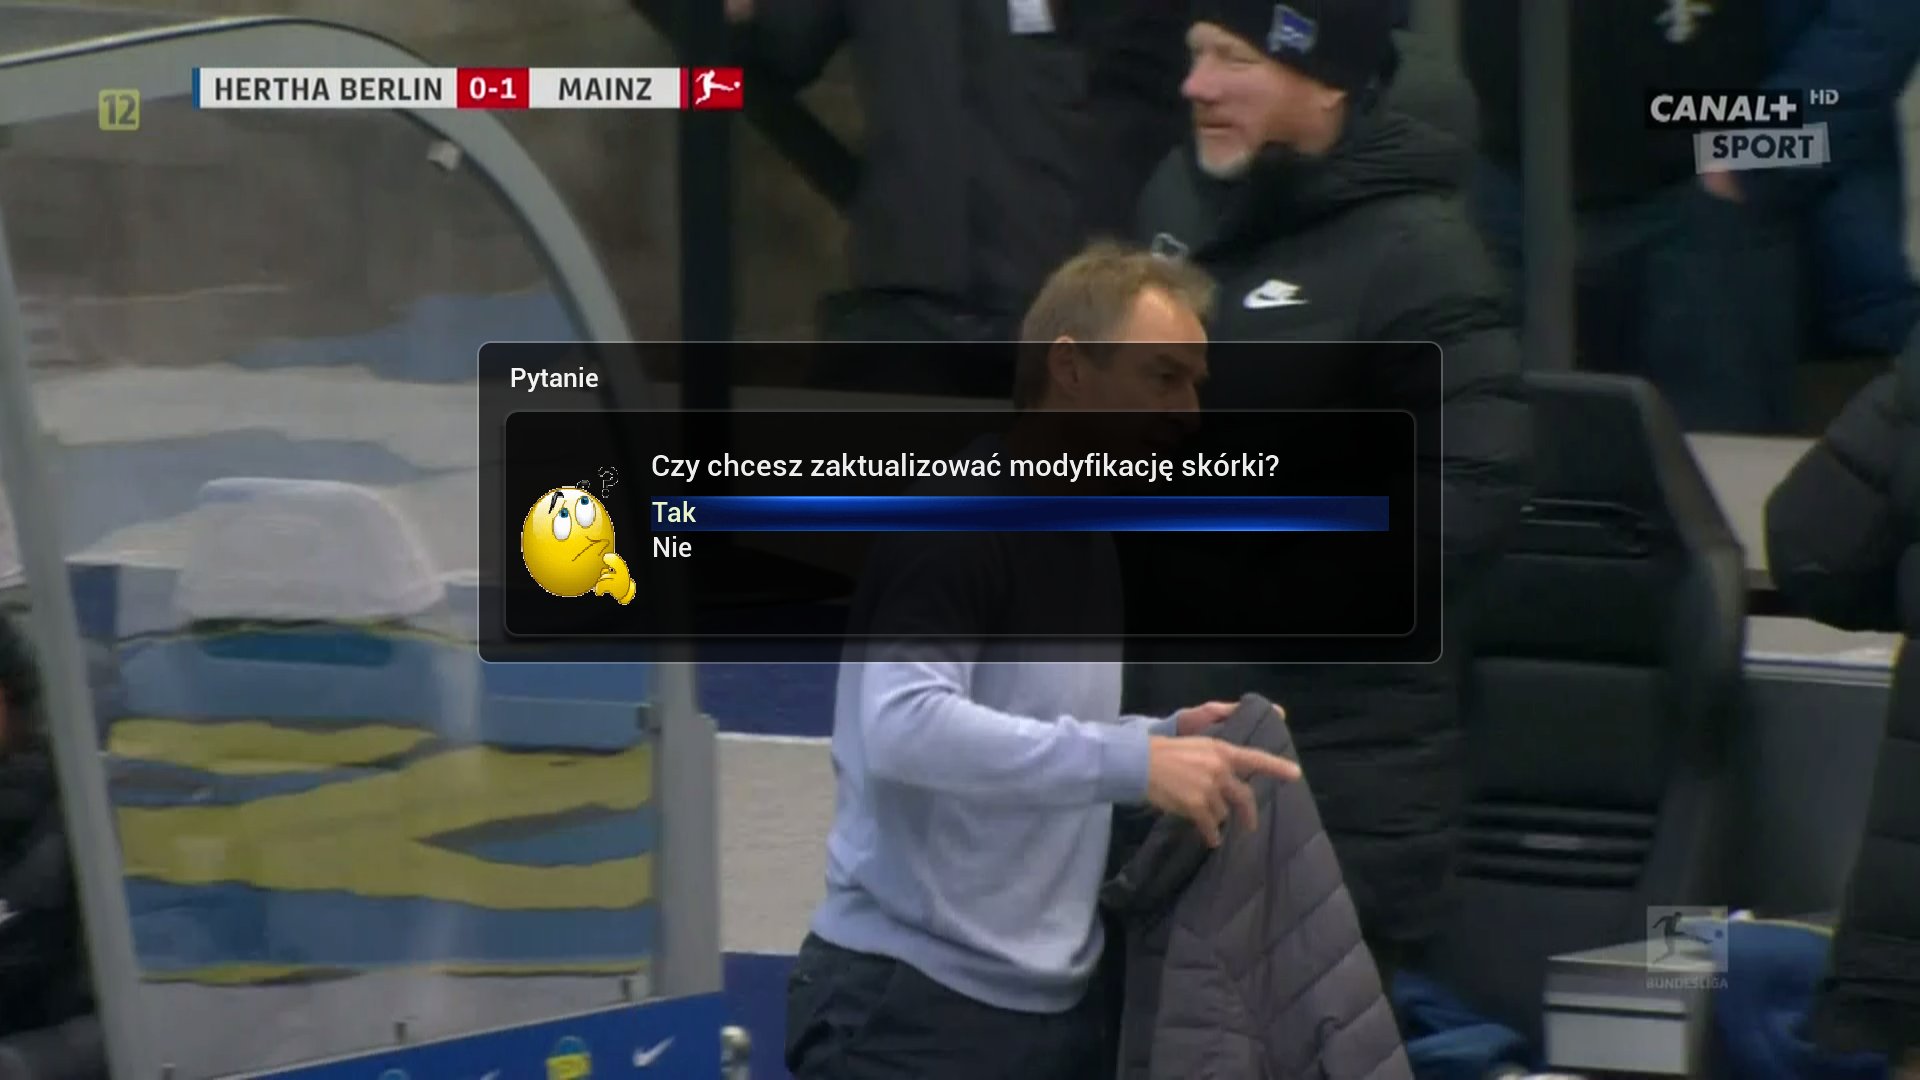 12
HERTHA BERLIN 0-1 MAINZ
CANAL+ HD
SPORT
Pytanie
Czy chcesz zaktualizować modyfikację skórki?
Tak
Nie
BUNDESLIGA